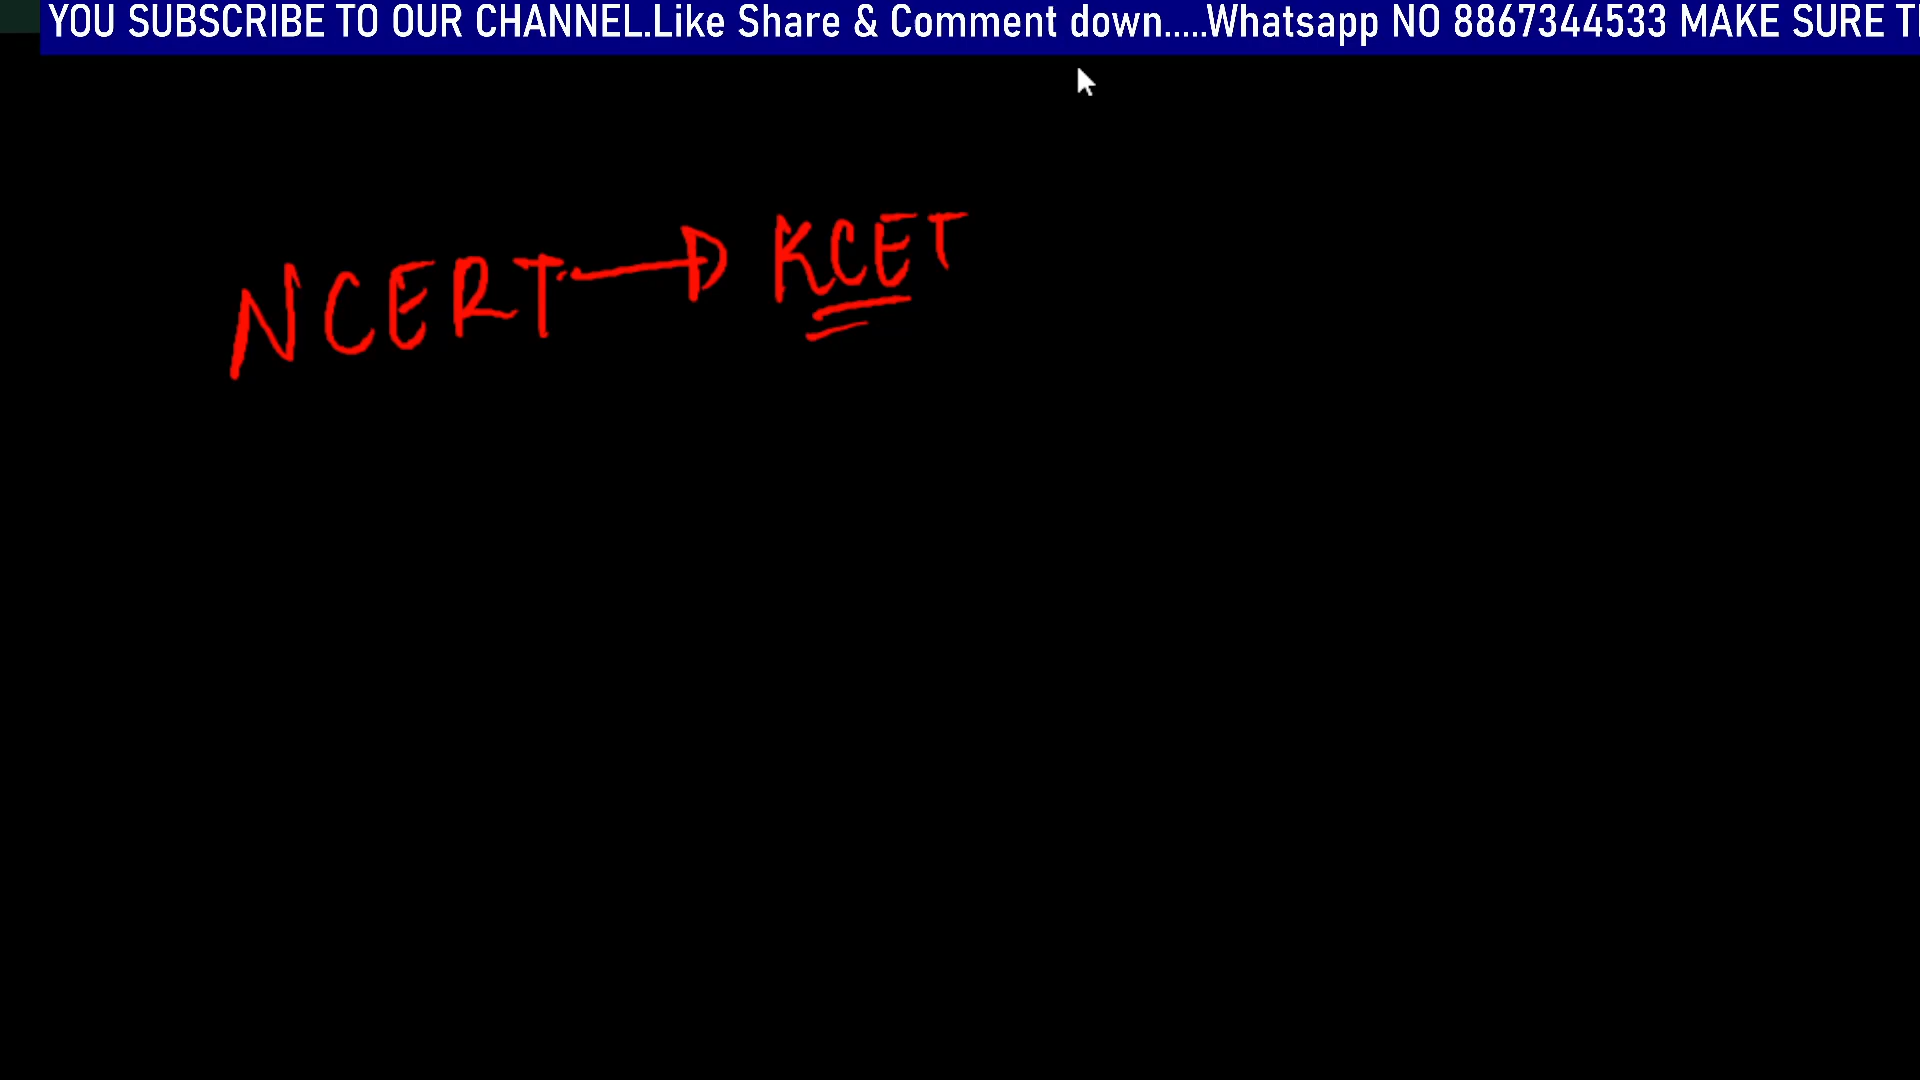 YOU SUBSCRIBE TO OUR CHANNEL.Like Share & Comment down.....Whatsapp NO 8867344533 MAKE SURE
NCERT → KCET